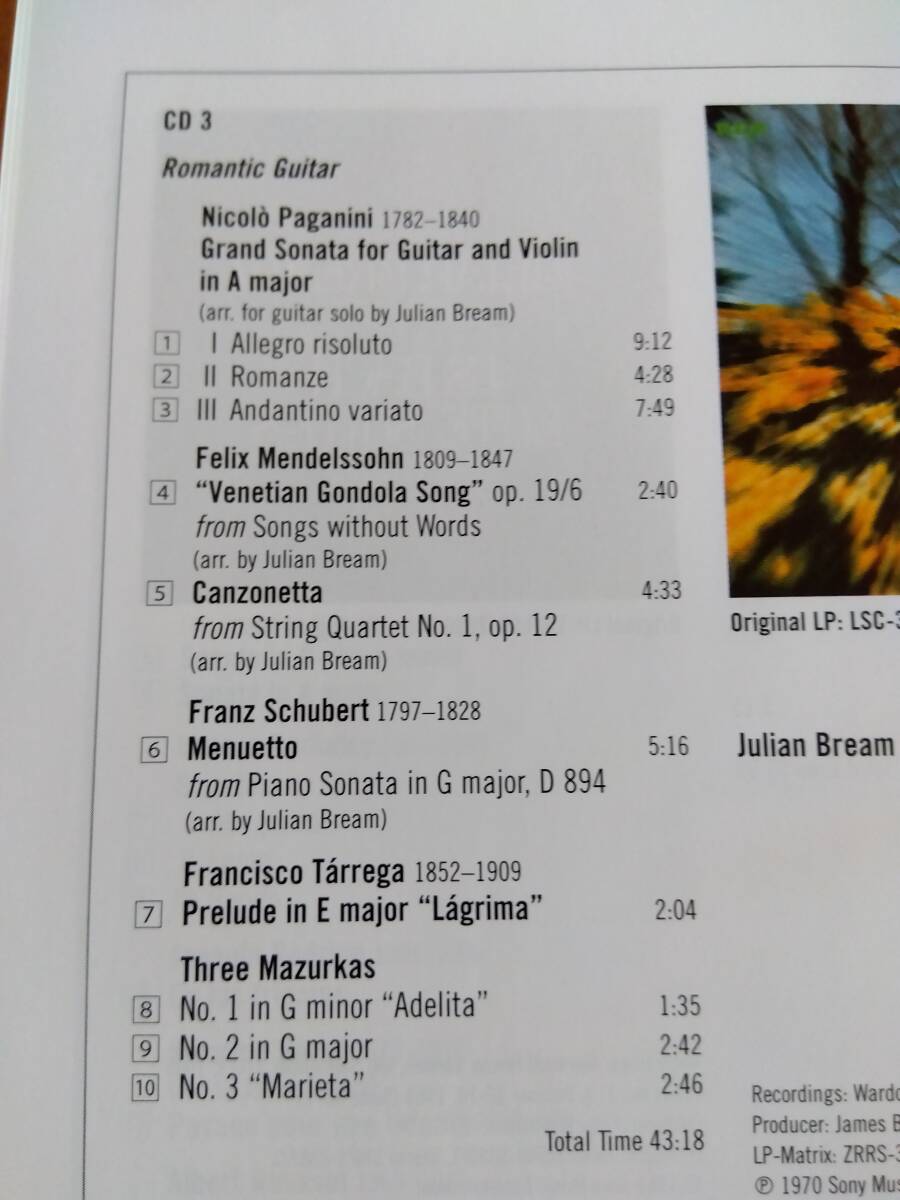 CD 3
Romantic Guitar
Nicolò Paganini 1782–1840
Grand Sonata for Guitar and Violin
in A major
(arr. for guitar solo by Julian Bream)
1 I Allegro risoluto 9:12
2 II Romanze 4:28
3 III Andantino variato 7:49
Felix Mendelssohn 1809–1847
4 “Venetian Gondola Song” op. 19/6 2:40
from Songs without Words
(arr. by Julian Bream)
5 Canzonetta 4:33
from String Quartet No. 1, op. 12
(arr. by Julian Bream)
Franz Schubert 1797–1828
6 Menuetto 5:16
from Piano Sonata in G major, D 894
(arr. by Julian Bream)
Francisco Tárrega 1852–1909
7 Prelude in E major “Lágrima” 2:04
Three Mazurkas
8 No. 1 in G minor “Adelita” 1:35
9 No. 2 in G major 2:42
10 No. 3 “Marieta” 2:46
Total Time 43:18
Original LP: LSC-3
Julian Bream
Recordings: Wardo
Producer: James B
LP-Matrix: ZRRS-3
℗ 1970 Sony Mus